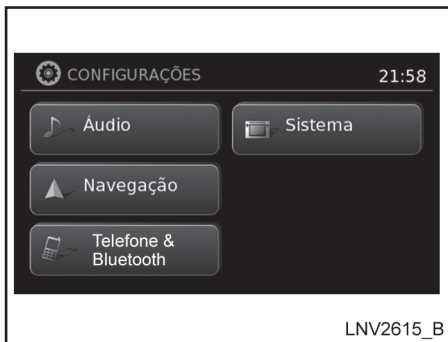 CONFIGURAÇÕES 21:58
Áudio
Sistema
Navegação
Telefone &
Bluetooth
LNV2615_B